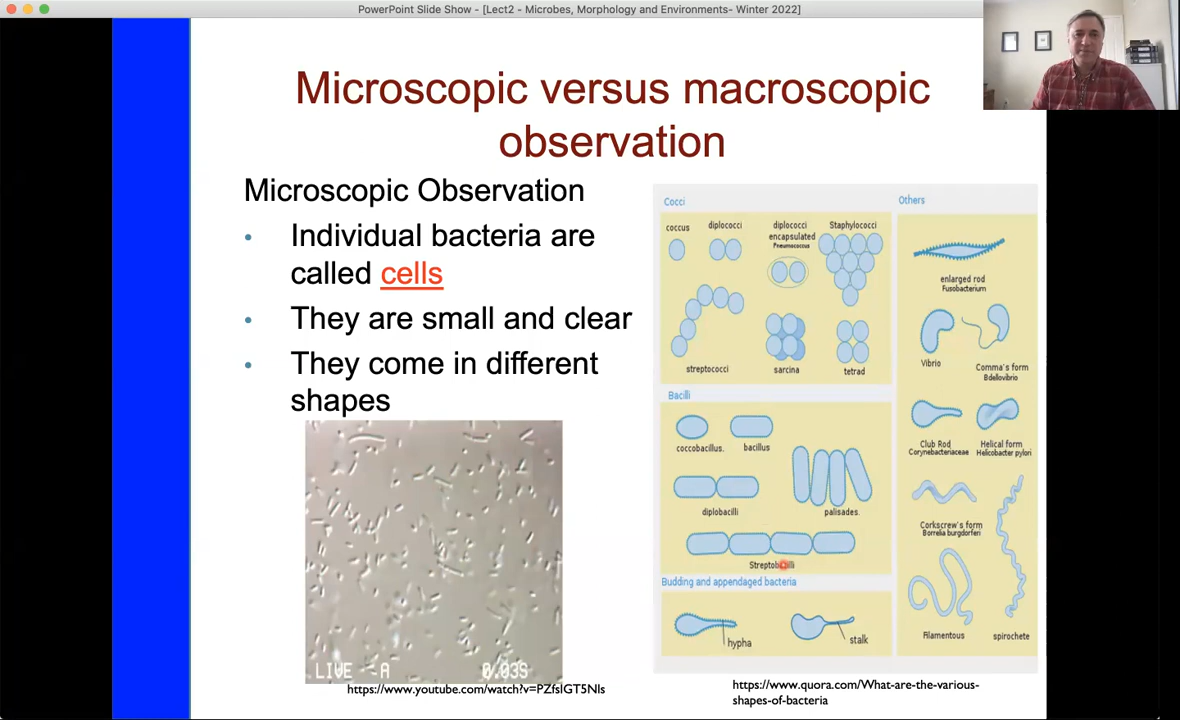 PowerPoint Slide Show - [Lect2 - Microbes, Morphology and Environments- Winter 2022]
Microscopic versus macroscopic
observation
Microscopic Observation
• Individual bacteria are
called cells
• They are small and clear
• They come in different
shapes
LIVE -A 0.03S
https://www.youtube.com/watch?v=PZfslGT5Nls
Cocci
coccus
diplococci
diplococci
encapsulated
Pneumococcus
Staphylococci
streptococci
sarcina
tetrad
Bacilli
coccobacillus.
bacillus
diplobacilli
palisades.
Streptobacilli
Budding and appendaged bacteria
hypha
stalk
Others
enlarged rod
Fusobacterium
Vibrio
Comma's form
Bdellovibrio
Club Rod
Corynebacteriaceae
Helical form
Helicobacter pylori
Corkscrew's form
Borrelia burgdorferi
Filamentous
spirochete
https://www.quora.com/What-are-the-various-
shapes-of-bacteria